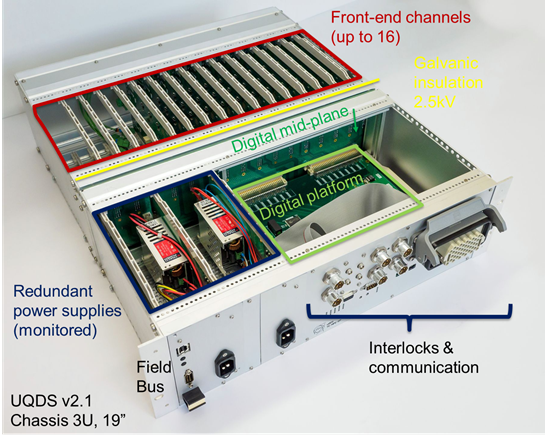 Front-end channels
(up to 16)
Galvanic
insulation
2.5kV
Digital mid-plane
Digital platform
Redundant
power supplies
(monitored)
Field
Bus
Interlocks &
communication
UQDS v2.1
Chassis 3U, 19”